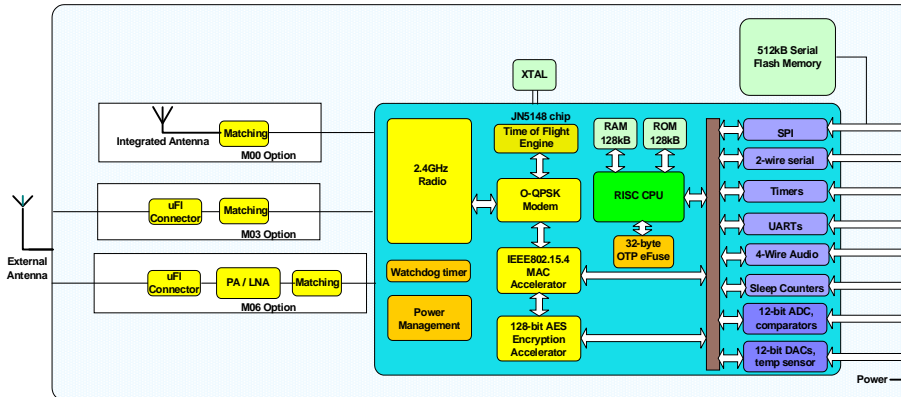 512kB Serial
Flash Memory
XTAL
JN5148 chip
Integrated Antenna
Matching
M00 Option
2.4GHz
Radio
Time of Flight
Engine
RAM
128kB
ROM
128kB
SPI
2-wire serial
O-QPSK
Modem
RISC CPU
Timers
uFl
Connector
Matching
M03 Option
UARTs
32-byte
OTP eFuse
4-Wire Audio
External
Antenna
uFl
Connector
PA / LNA
Matching
M06 Option
Watchdog timer
IEEE802.15.4
MAC
Accelerator
Sleep Counters
Power
Management
128-bit AES
Encryption
Accelerator
12-bit ADC,
comparators
12-bit DACs,
temp sensor
Power